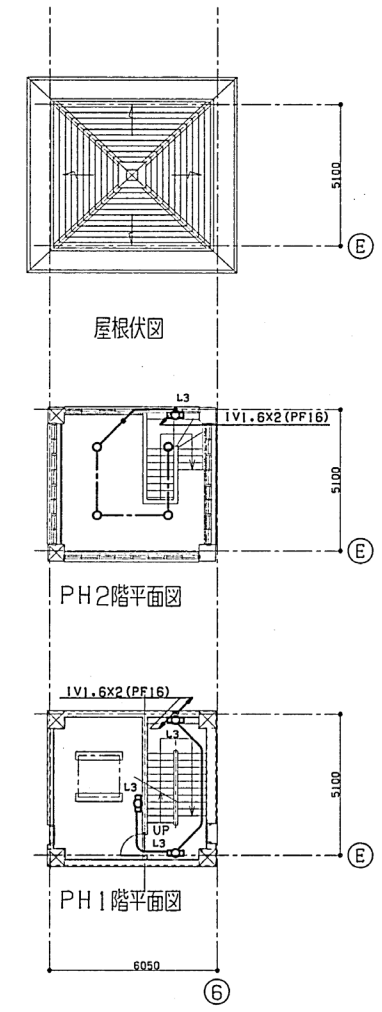 5100
E
屋根伏図
L3
IV1.6X2(PF16)
5100
E
PH2階平面図
IV1.6X2(PF16)
L3
L3
5100
UP
L3
E
PH1階平面図
6050
6